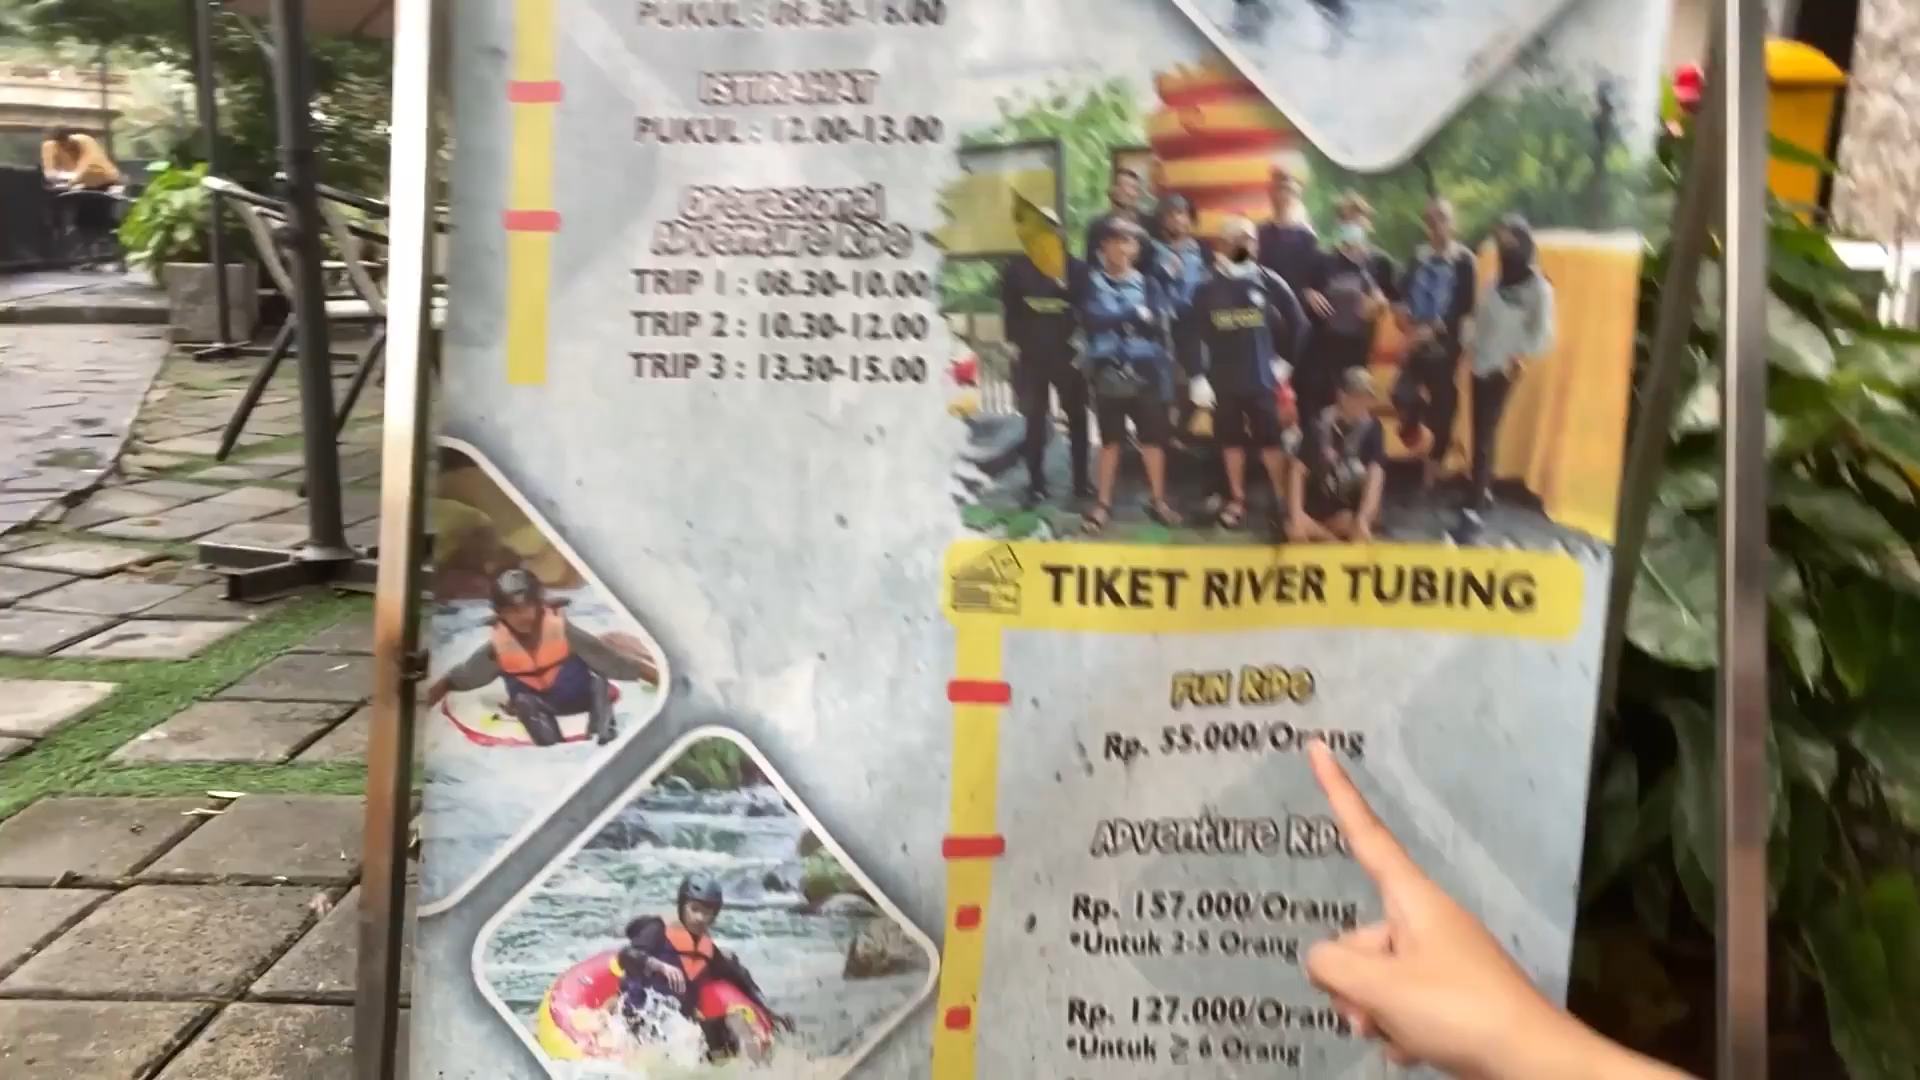 PUKUL : 08.30-16.00
ISTIRAHAT
PUKUL : 12.00-13.00
Operasional
Adventure Ride
TRIP 1 : 08.30-10.00
TRIP 2 : 10.30-12.00
TRIP 3 : 13.30-15.00
TIKET RIVER TUBING
FUN RiDe
Rp. 55.000/Orang
ADVenture RiDe
Rp. 157.000/Orang
*Untuk 2-5 Orang
Rp. 127.000/Orang
*Untuk ≥ 6 Orang